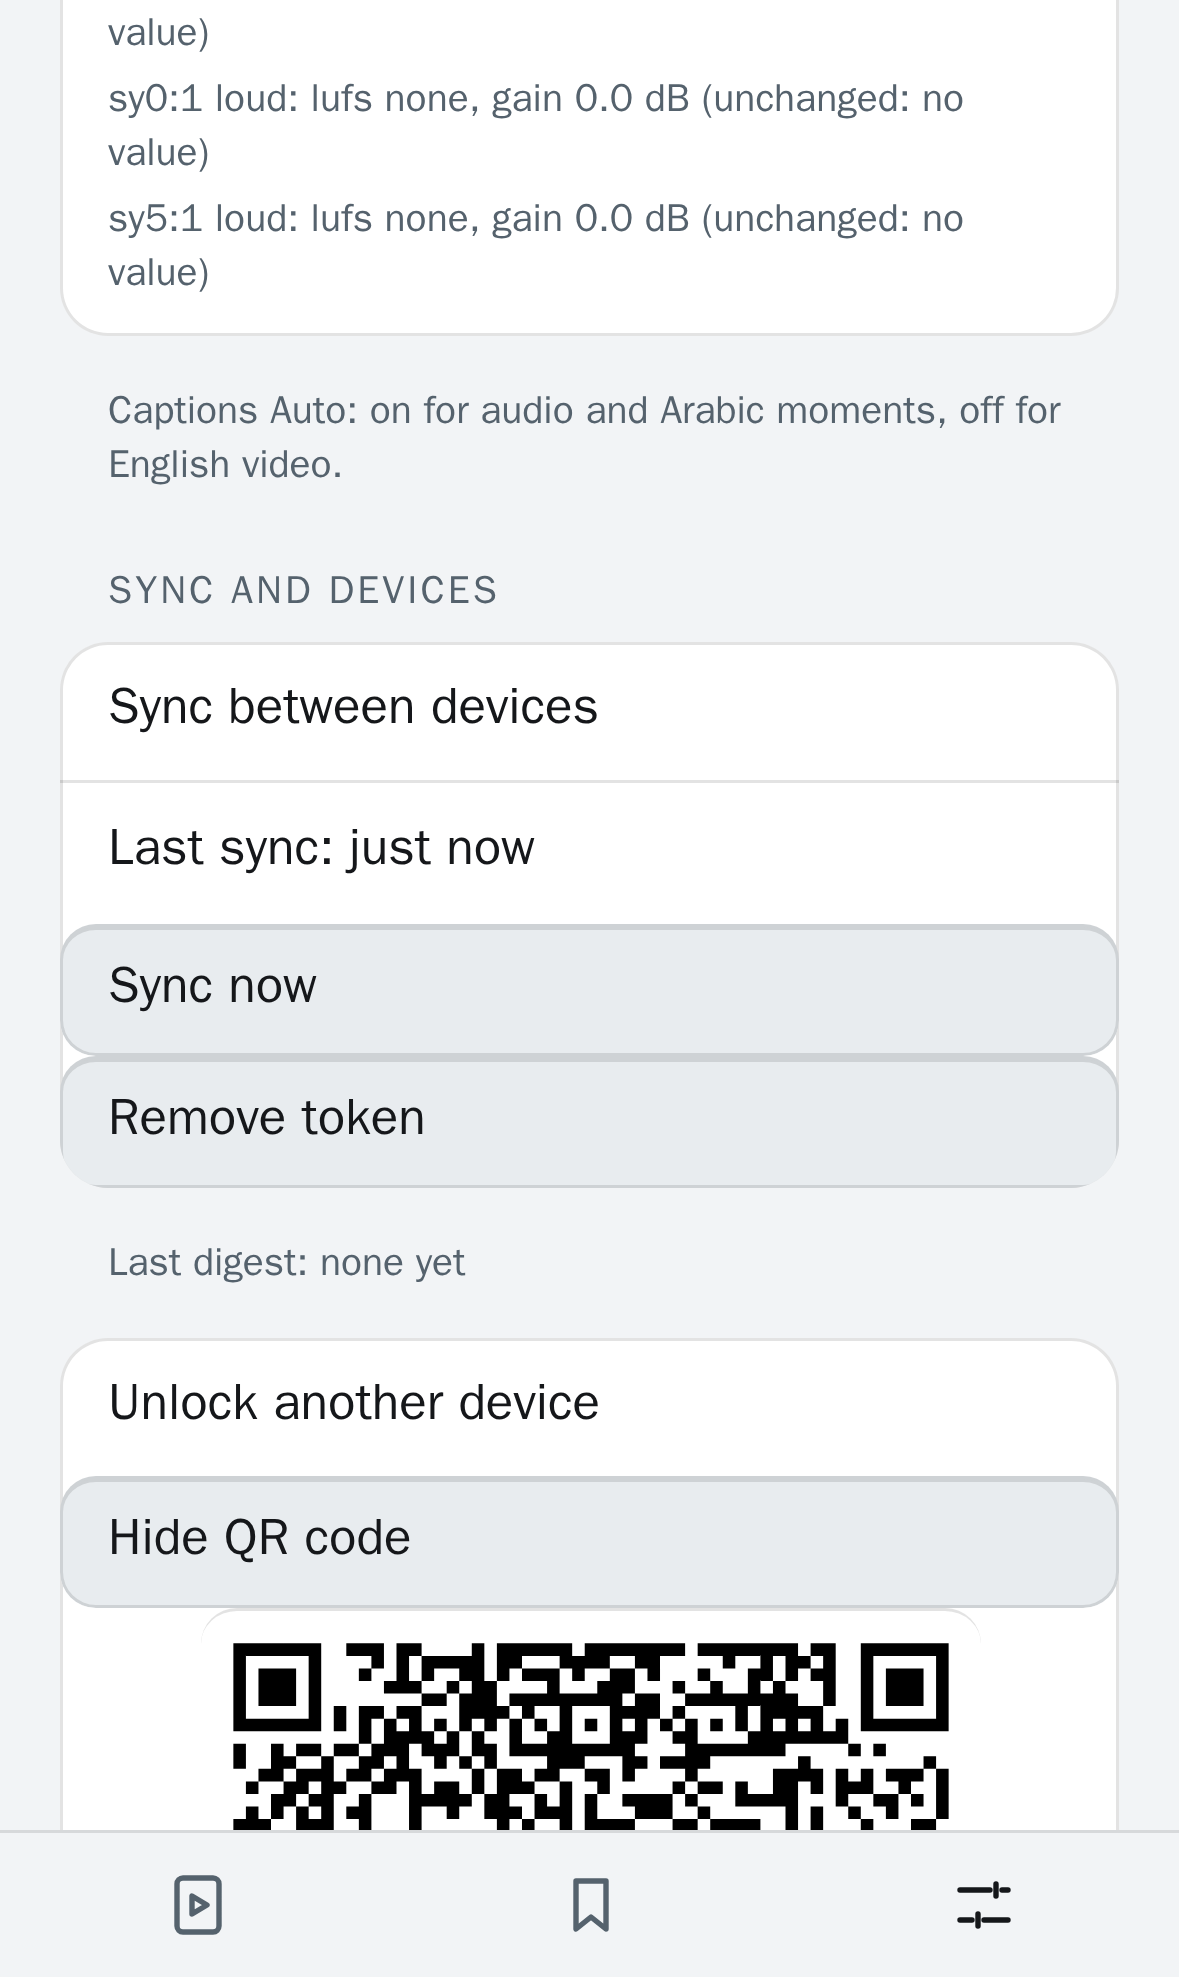 value)
sy0:1 loud: lufs none, gain 0.0 dB (unchanged: no
value)
sy5:1 loud: lufs none, gain 0.0 dB (unchanged: no
value)
Captions Auto: on for audio and Arabic moments, off for
English video.
SYNC AND DEVICES
Sync between devices
Last sync: just now
Sync now
Remove token
Last digest: none yet
Unlock another device
Hide QR code